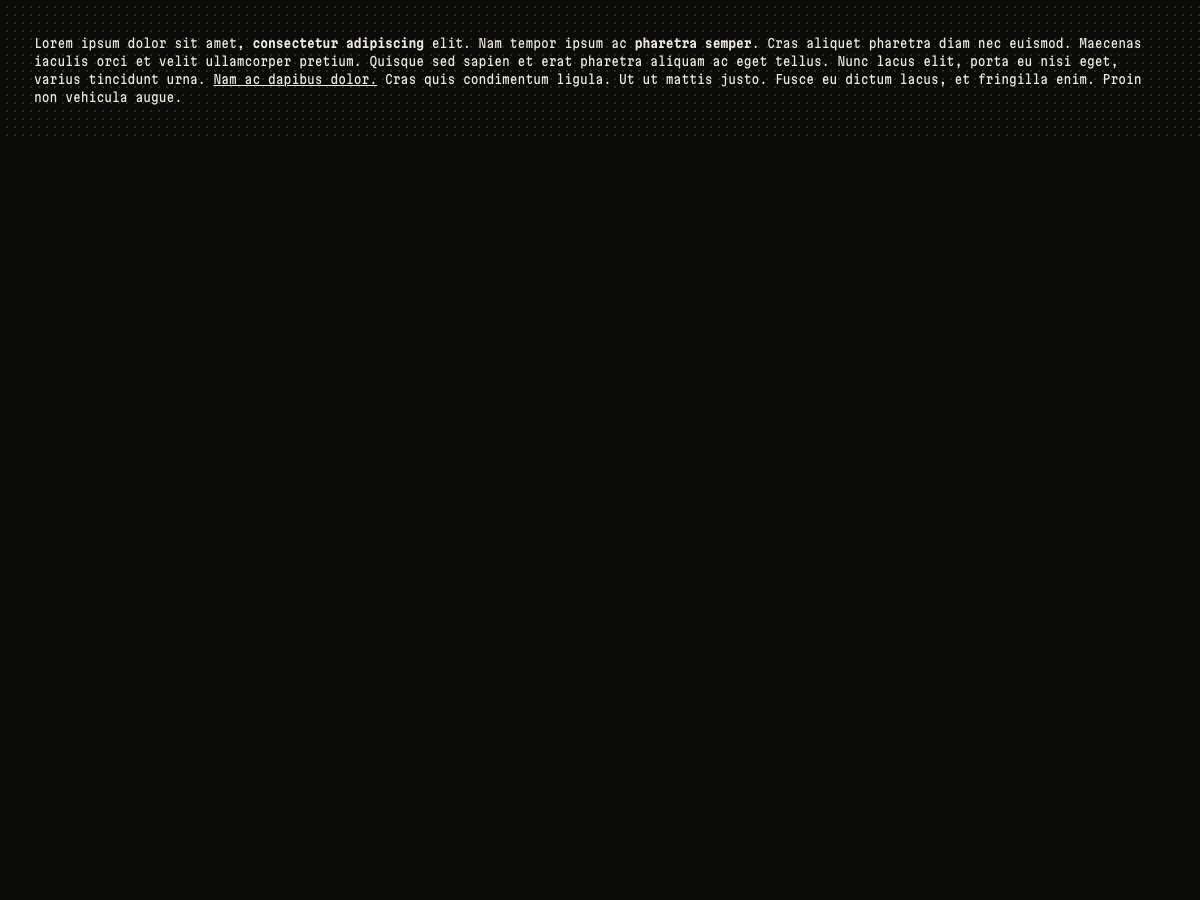 Lorem ipsum dolor sit amet, consectetur adipiscing elit. Nam tempor ipsum ac pharetra semper. Cras aliquet pharetra diam nec euismod. Maecenas
iaculis orci et velit ullamcorper pretium. Quisque sed sapien et erat pharetra aliquam ac eget tellus. Nunc lacus elit, porta eu nisi eget,
varius tincidunt urna. Nam ac dapibus dolor. Cras quis condimentum ligula. Ut ut mattis justo. Fusce eu dictum lacus, et fringilla enim. Proin
non vehicula augue.